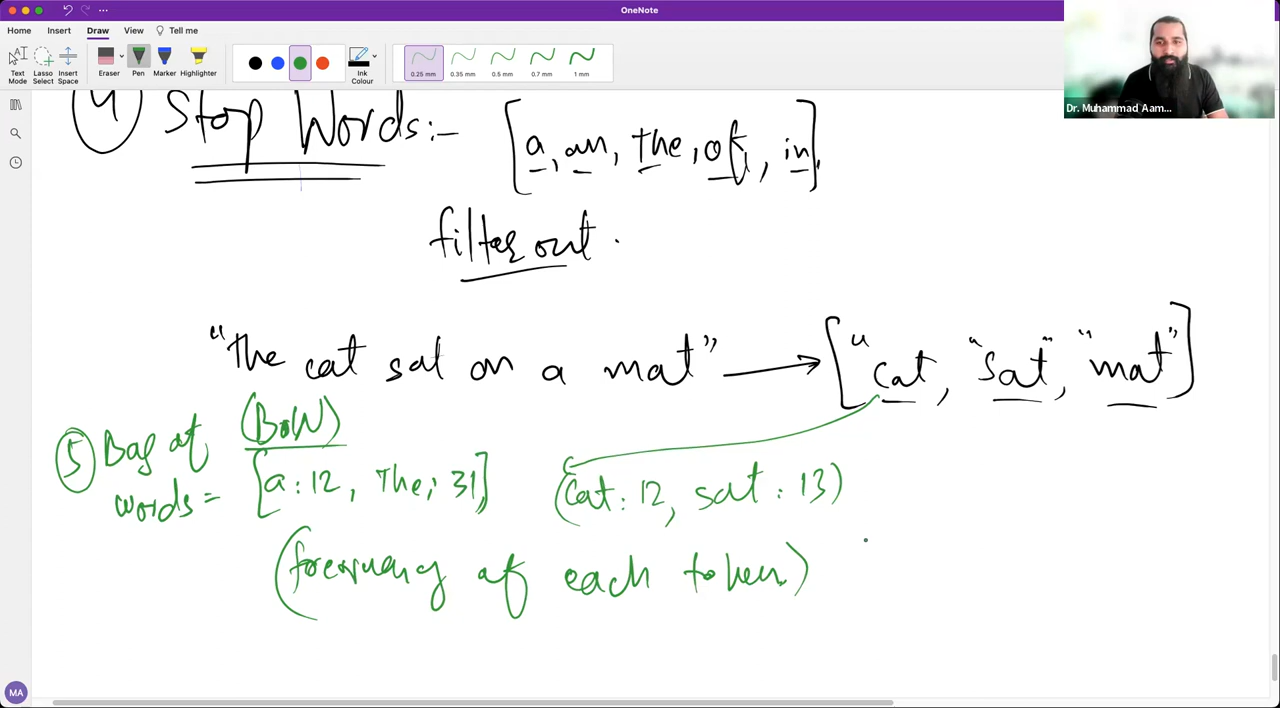 OneNote
Home Insert Draw View Tell me
Text Mode Lasso Select Insert Space Eraser Pen Marker Highlighter Ink Colour 0.25 mm 0.35 mm 0.5 mm 0.7 mm 1 mm
Dr. Muhammad Aam...
4 Stop Words:- [a, an, the, of, in],
filter out.
"the cat sat on a mat" → ["cat, "sat", "mat"]
5 Bag of words = (BoW)
[a:12, The; 31] (Cat: 12, sat: 13)
(frequency of each token)
MA